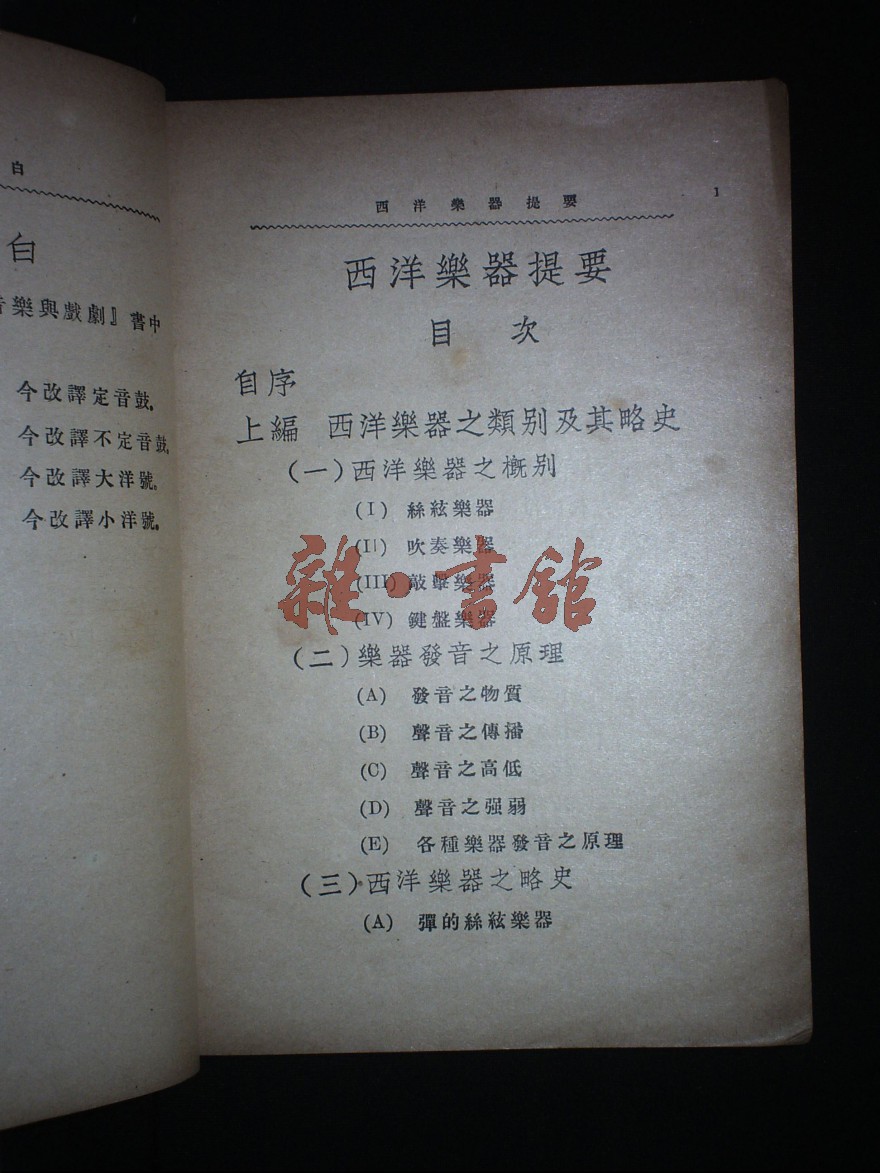 白
白
音樂與戲劇』書中
今改譯定音鼓。
今改譯不定音鼓。
今改譯大洋號。
今改譯小洋號。
西洋樂器提要 1
西洋樂器提要
目次
自序
上編 西洋樂器之類別及其略史
(一)西洋樂器之概別
(I) 絲絃樂器
(II) 吹奏樂器
(III) 敲擊樂器
(IV) 鍵盤樂器
(二)樂器發音之原理
(A) 發音之物質
(B) 聲音之傳播
(C) 聲音之高低
(D) 聲音之强弱
(E) 各種樂器發音之原理
(三)西洋樂器之略史
(A) 彈的絲絃樂器
雜·書館